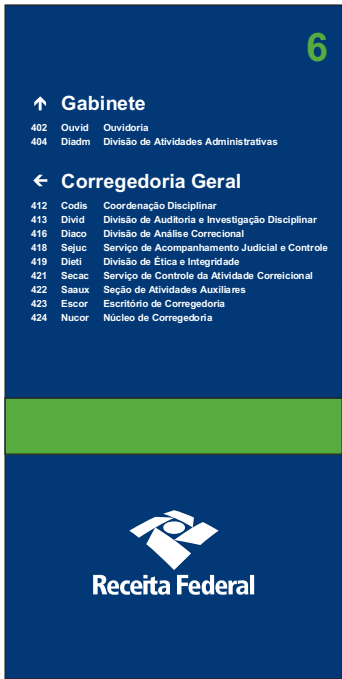 6
↑ Gabinete
402 Ouvid Ouvidoria
404 Diadm Divisão de Atividades Administrativas
← Corregedoria Geral
412 Codis Coordenação Disciplinar
413 Divid Divisão de Auditoria e Investigação Disciplinar
416 Diaco Divisão de Análise Correcional
418 Sejuc Serviço de Acompanhamento Judicial e Controle
419 Dieti Divisão de Ética e Integridade
421 Secac Serviço de Controle da Atividade Correicional
422 Saaux Seção de Atividades Auxiliares
423 Escor Escritório de Corregedoria
424 Nucor Núcleo de Corregedoria
Receita Federal